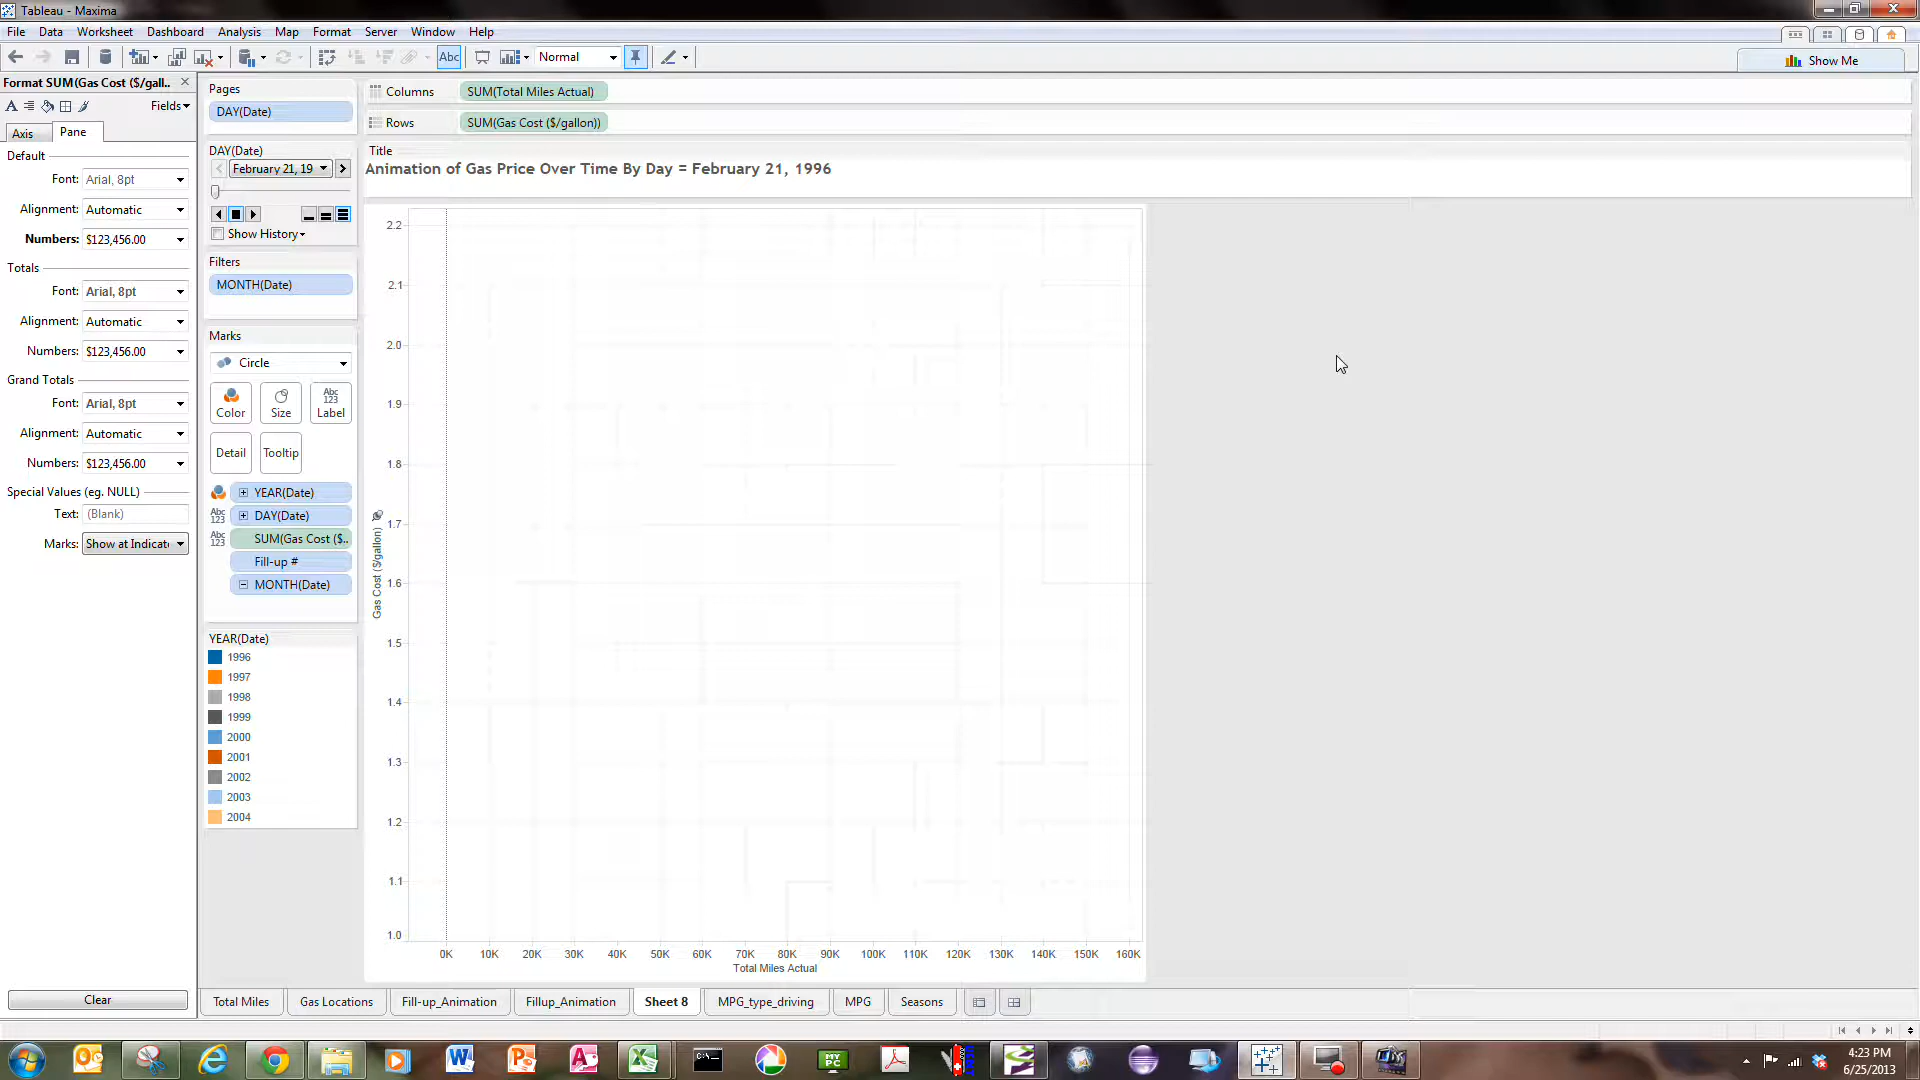 Tableau - Maxima
File Data Worksheet Dashboard Analysis Map Format Server Window Help
Abc Normal Show Me
Format SUM(Gas Cost ($/gall..
Fields
Axis Pane
Default
Font: Arial, 8pt
Alignment: Automatic
Numbers: $123,456.00
Totals
Font: Arial, 8pt
Alignment: Automatic
Numbers: $123,456.00
Grand Totals
Font: Arial, 8pt
Alignment: Automatic
Numbers: $123,456.00
Special Values (eg. NULL)
Text: (Blank)
Marks: Show at Indicat
Clear
Pages
DAY(Date)
DAY(Date)
February 21, 19
Show History
Filters
MONTH(Date)
Marks
Circle
Color Size Abc 123 Label
Detail Tooltip
YEAR(Date)
Abc 123 DAY(Date)
Abc 123 SUM(Gas Cost ($..
Fill-up #
MONTH(Date)
YEAR(Date)
1996
1997
1998
1999
2000
2001
2002
2003
2004
Columns SUM(Total Miles Actual)
Rows SUM(Gas Cost ($/gallon))
Title
Animation of Gas Price Over Time By Day = February 21, 1996
2.2
2.1
2.0
1.9
1.8
1.7
1.6
1.5
1.4
1.3
1.2
1.1
1.0
Gas Cost ($/gallon)
0K 10K 20K 30K 40K 50K 60K 70K 80K 90K 100K 110K 120K 130K 140K 150K 160K
Total Miles Actual
Total Miles Gas Locations Fill-up_Animation Fillup_Animation Sheet 8 MPG_type_driving MPG Seasons
C:\
MY PC
4:23 PM
6/25/2013